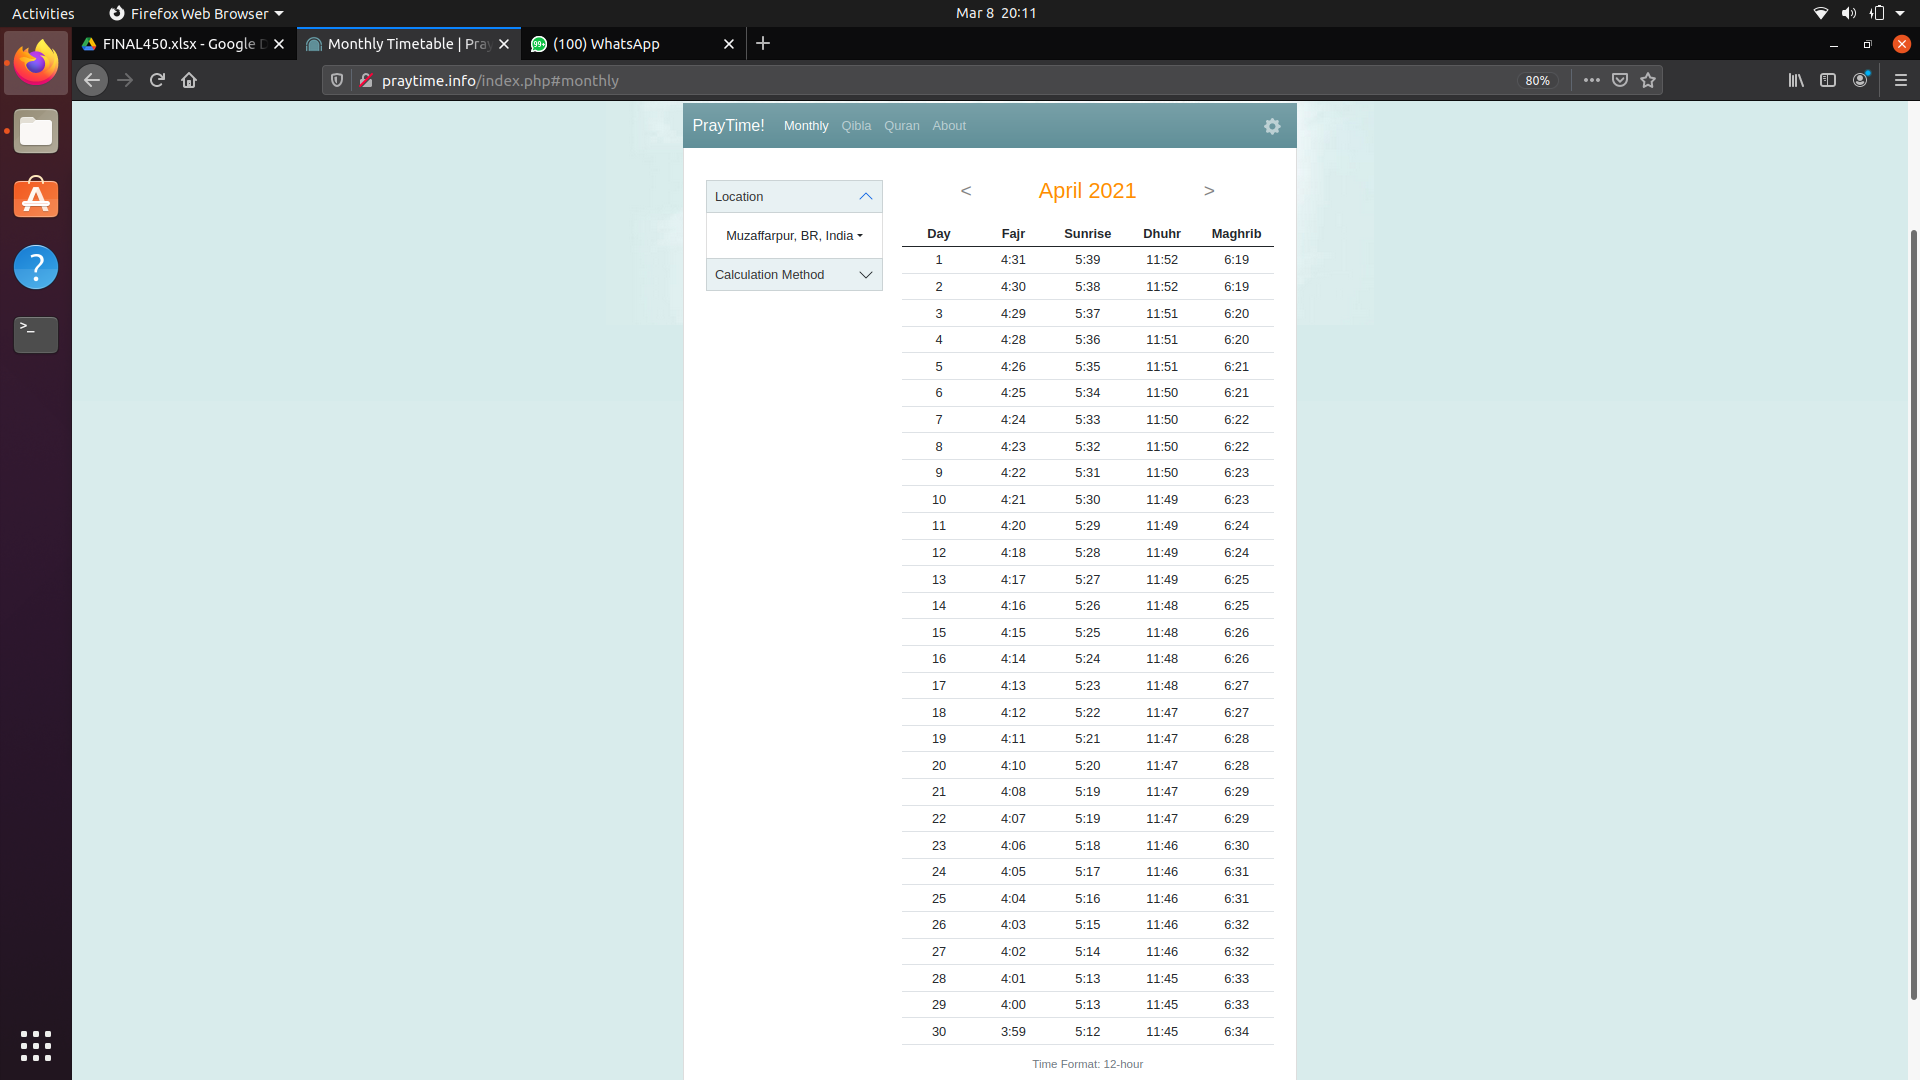 Activities Firefox Web Browser Mar 8 20:11
FINAL450.xlsx - Google D Monthly Timetable | Pray 99+ (100) WhatsApp
praytime.info/index.php#monthly 80%
PrayTime! Monthly Qibla Quran About
Location
Muzaffarpur, BR, India
Calculation Method
< April 2021 >
Day Fajr Sunrise Dhuhr Maghrib
1 4:31 5:39 11:52 6:19
2 4:30 5:38 11:52 6:19
3 4:29 5:37 11:51 6:20
4 4:28 5:36 11:51 6:20
5 4:26 5:35 11:51 6:21
6 4:25 5:34 11:50 6:21
7 4:24 5:33 11:50 6:22
8 4:23 5:32 11:50 6:22
9 4:22 5:31 11:50 6:23
10 4:21 5:30 11:49 6:23
11 4:20 5:29 11:49 6:24
12 4:18 5:28 11:49 6:24
13 4:17 5:27 11:49 6:25
14 4:16 5:26 11:48 6:25
15 4:15 5:25 11:48 6:26
16 4:14 5:24 11:48 6:26
17 4:13 5:23 11:48 6:27
18 4:12 5:22 11:47 6:27
19 4:11 5:21 11:47 6:28
20 4:10 5:20 11:47 6:28
21 4:08 5:19 11:47 6:29
22 4:07 5:19 11:47 6:29
23 4:06 5:18 11:46 6:30
24 4:05 5:17 11:46 6:31
25 4:04 5:16 11:46 6:31
26 4:03 5:15 11:46 6:32
27 4:02 5:14 11:46 6:32
28 4:01 5:13 11:45 6:33
29 4:00 5:13 11:45 6:33
30 3:59 5:12 11:45 6:34
Time Format: 12-hour